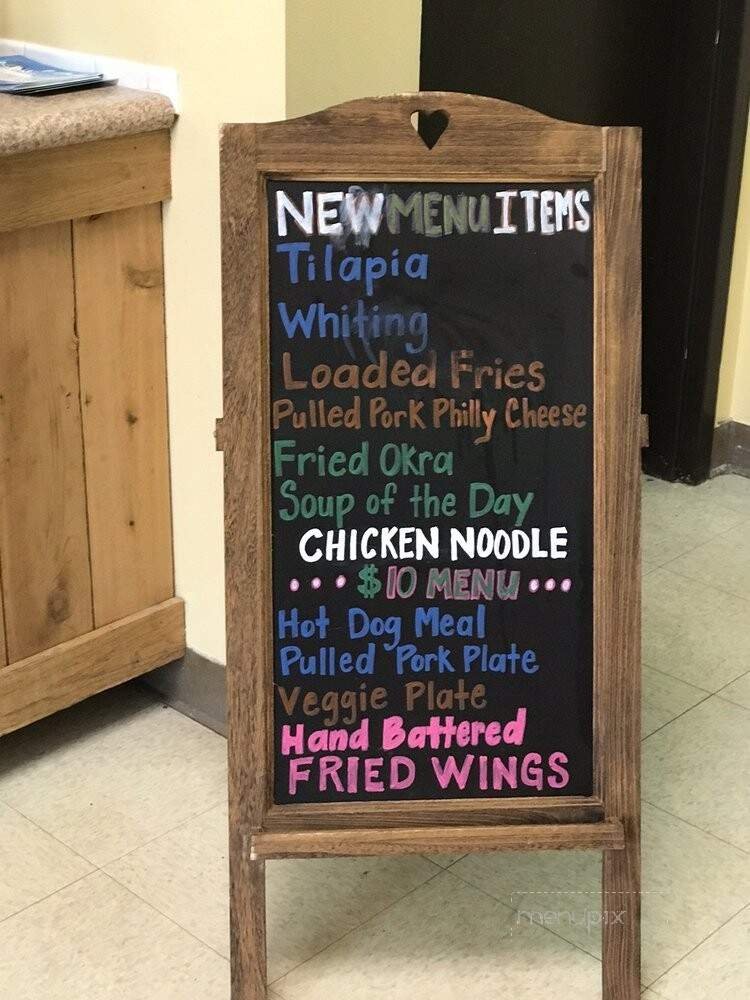 NEW MENU ITEMS
Tilapia
Whiting
Loaded Fries
Pulled Pork Philly Cheese
Fried Okra
Soup of the Day
CHICKEN NOODLE
••• $10 MENU •••
Hot Dog Meal
Pulled Pork Plate
Veggie Plate
Hand Battered
FRIED WINGS
menupix